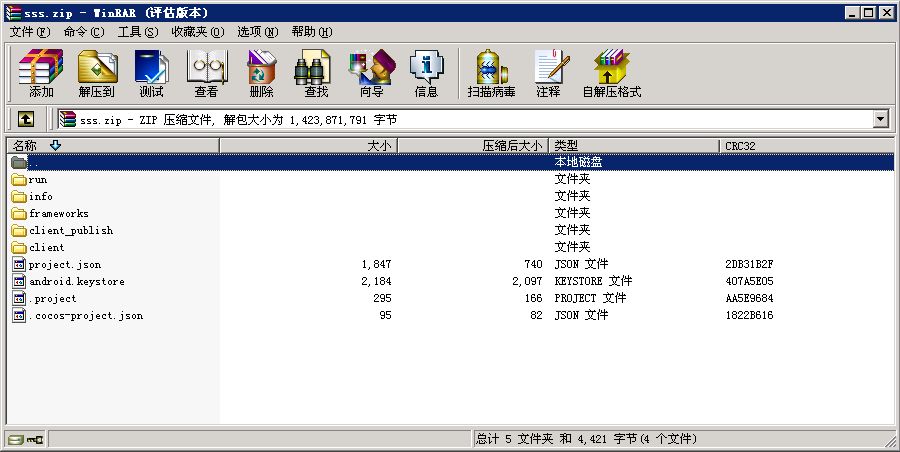 sss.zip - WinRAR (评估版本)
文件(F) 命令(C) 工具(S) 收藏夹(O) 选项(N) 帮助(H)
添加 解压到 测试 查看 删除 查找 向导 信息 扫描病毒 注释 自解压格式
sss.zip - ZIP 压缩文件, 解包大小为 1,423,871,791 字节
名称 大小 压缩后大小 类型 CRC32
.. 本地磁盘
run 文件夹
info 文件夹
frameworks 文件夹
client_publish 文件夹
client 文件夹
project.json 1,847 740 JSON 文件 2DB31B2F
android.keystore 2,184 2,097 KEYSTORE 文件 407A5E05
.project 295 166 PROJECT 文件 AA5E9684
.cocos-project.json 95 82 JSON 文件 1822B616
总计 5 文件夹 和 4,421 字节(4 个文件)